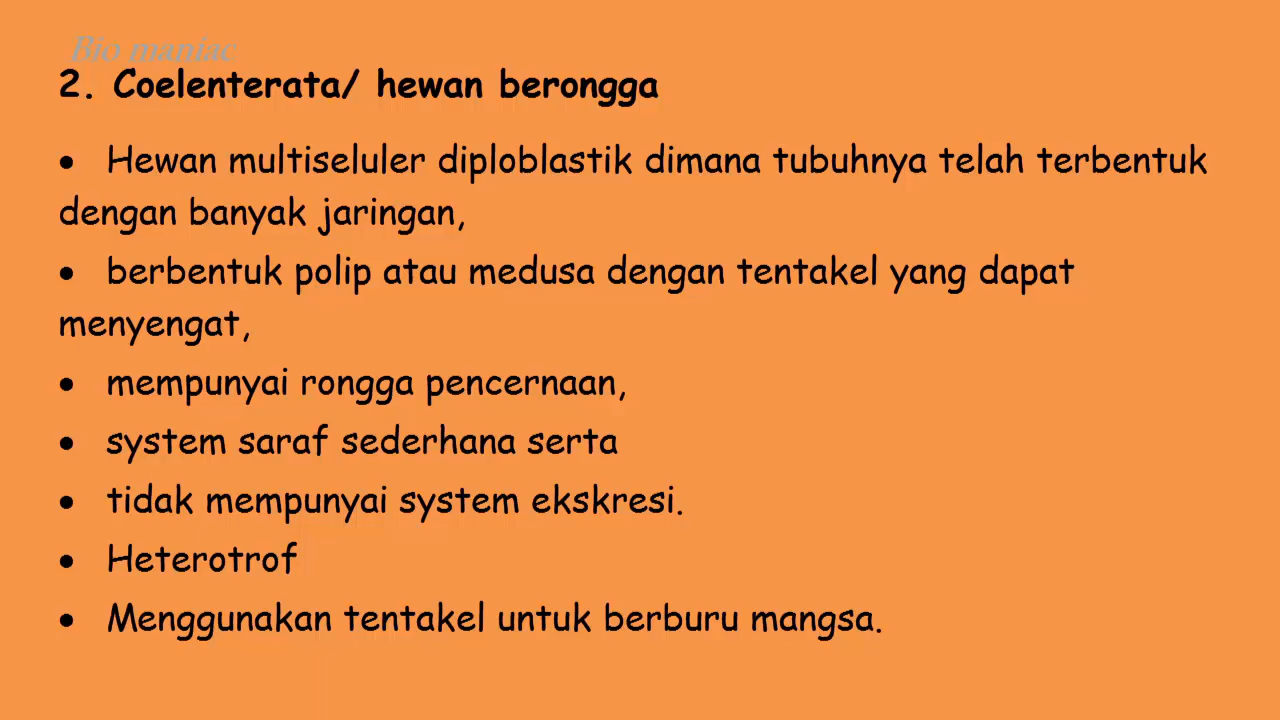 Bio maniac
2. Coelenterata/ hewan berongga
• Hewan multiseluler diploblastik dimana tubuhnya telah terbentuk
dengan banyak jaringan,
• berbentuk polip atau medusa dengan tentakel yang dapat
menyengat,
• mempunyai rongga pencernaan,
• system saraf sederhana serta
• tidak mempunyai system ekskresi.
• Heterotrof
• Menggunakan tentakel untuk berburu mangsa.